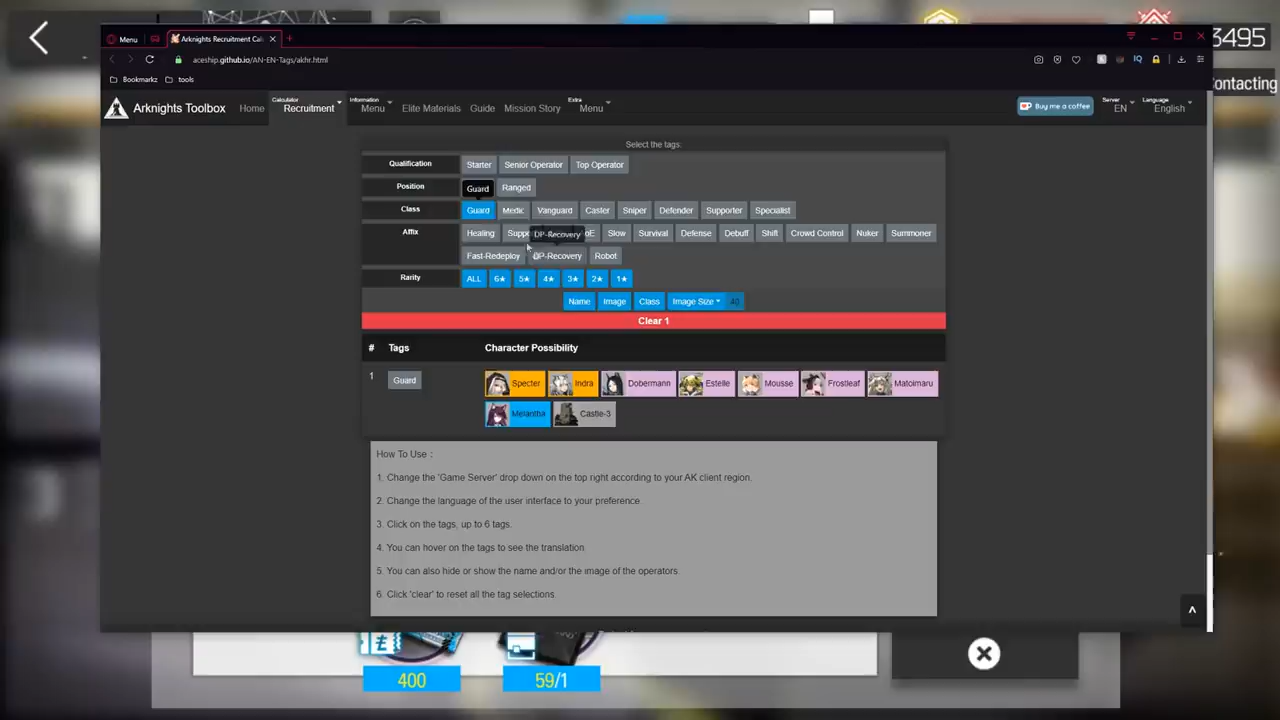 3495
Menu
Arknights Recruitment Calc
aceship.github.io/AN-EN-Tags/akhr.html
Bookmarkz tools
Contacting
Arknights Toolbox
Home
Calculator
Recruitment
Information
Menu
Elite Materials
Guide
Mission Story
Extra
Menu
Buy me a coffee
Server
EN
Language
English
Select the tags:
Qualification Starter Senior Operator Top Operator
Position Guard Ranged
Class Guard Medic Vanguard Caster Sniper Defender Supporter Specialist
Affix Healing DP-Recovery Slow Survival Defense Debuff Shift Crowd Control Nuker Summoner
Fast-Redeploy DP-Recovery Robot
Rarity ALL 6★ 5★ 4★ 3★ 2★ 1★
Name Image Class Image Size 40
Clear 1
# Tags Character Possibility
1 Guard Specter Indra Dobermann Estelle Mousse Frostleaf Matoimaru
Melantha Castle-3
How To Use :
1. Change the 'Game Server' drop down on the top right according to your AK client region.
2. Change the language of the user interface to your preference.
3. Click on the tags, up to 6 tags.
4. You can hover on the tags to see the translation.
5. You can also hide or show the name and/or the image of the operators.
6. Click 'clear' to reset all the tag selections.
400
59/1